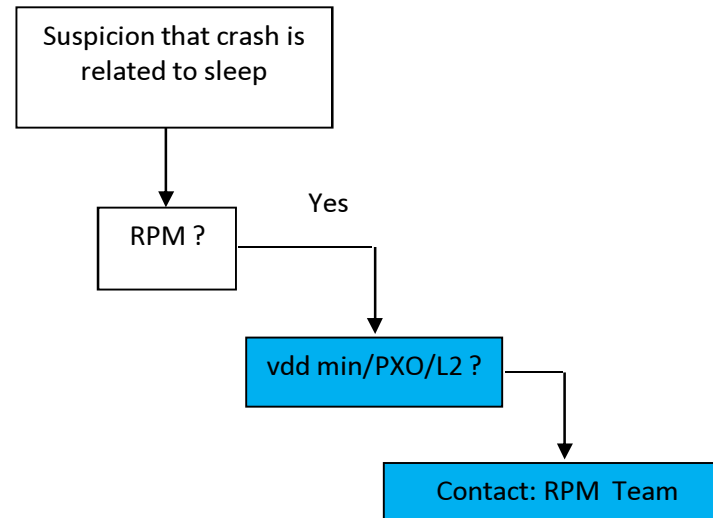 Suspicion that crash is
related to sleep
Yes
RPM ?
vdd min/PXO/L2 ?
Contact: RPM Team